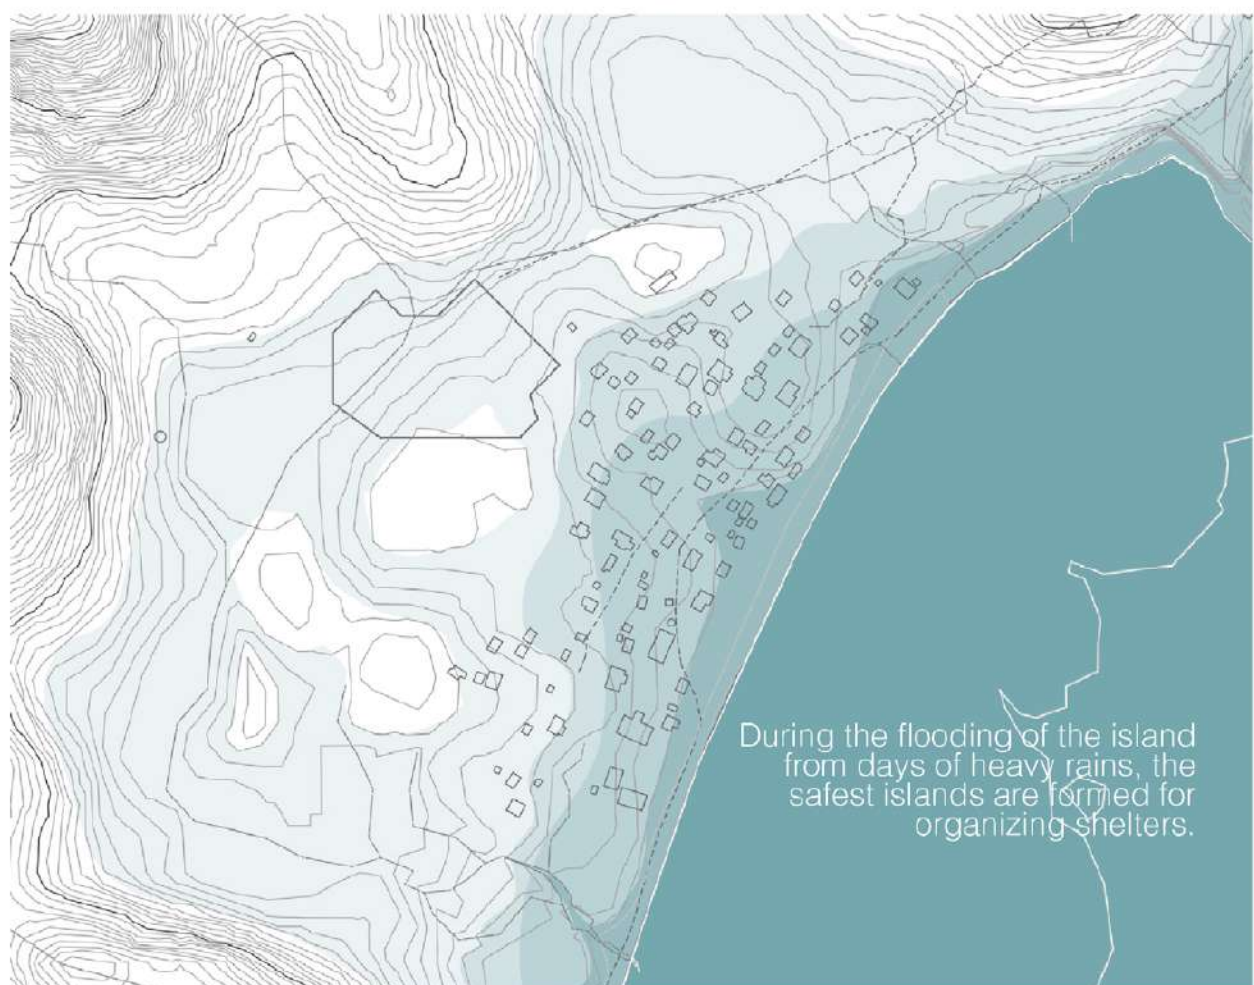 During the flooding of the island
from days of heavy rains, the
safest islands are formed for
organizing shelters.